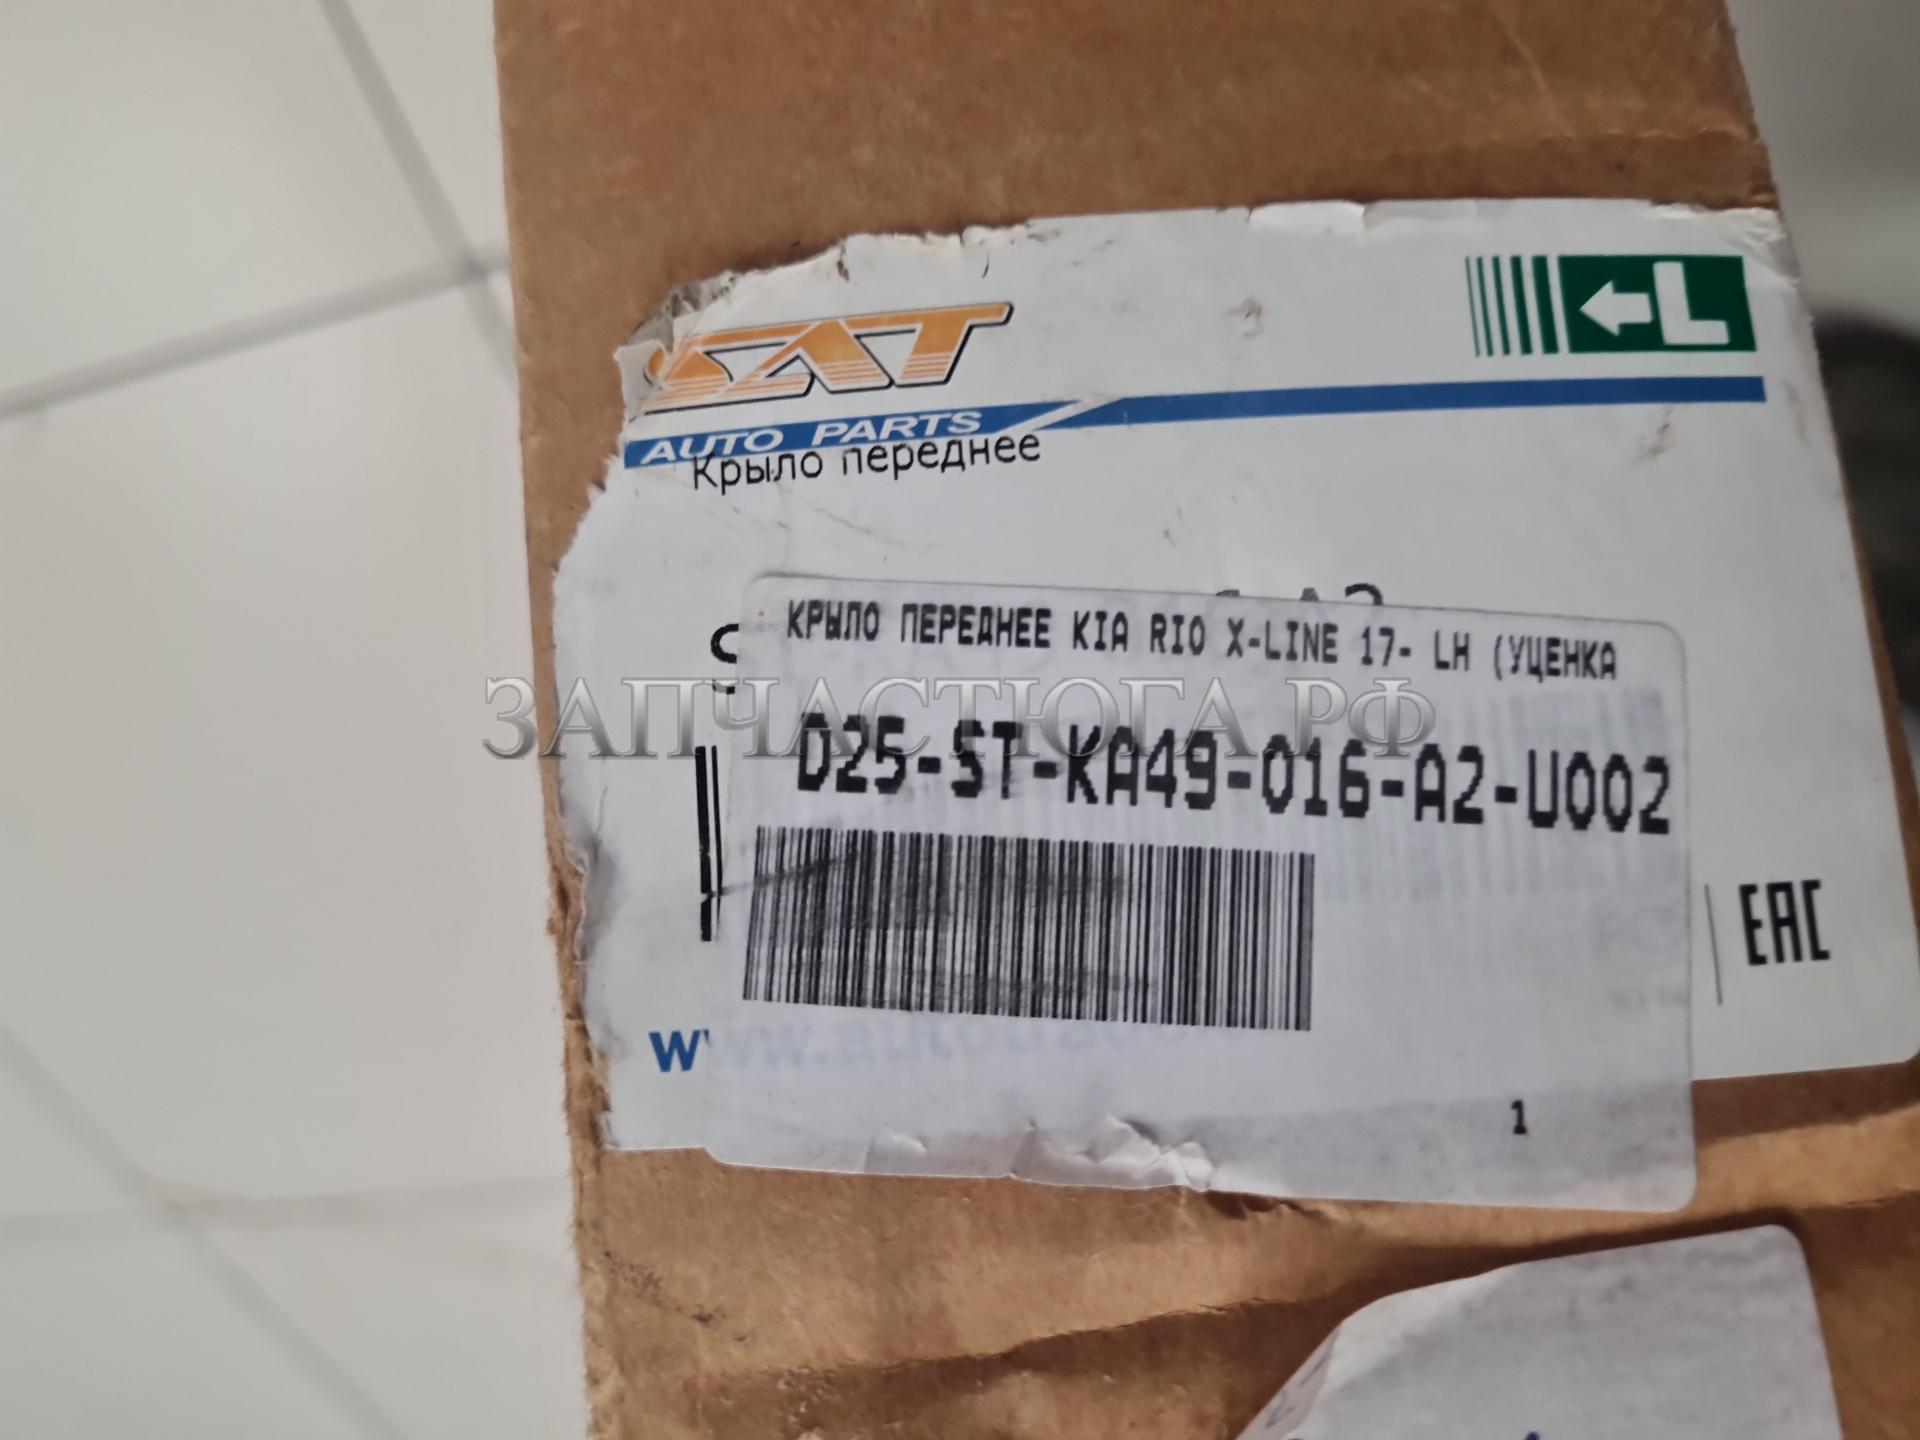 SAT
L
AUTO PARTS
Крыло переднее
КРЫЛО ПЕРЕДНЕЕ KIA RIO X-LINE 17- LH (УЦЕНКА
ЗАПЧАСТЮГА.РФ
D25-ST-KA49-016-A2-U002
EAC
1